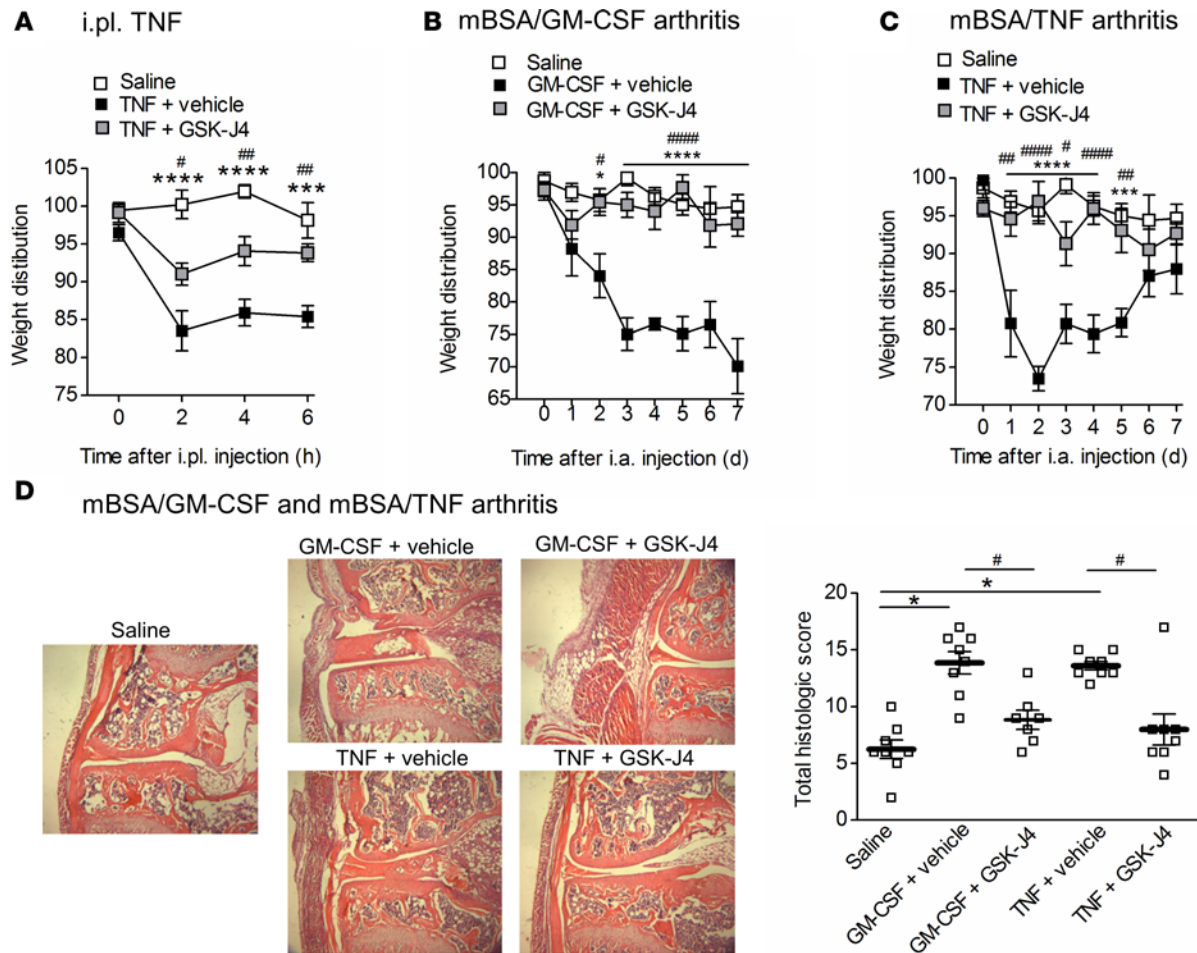 A i.pl. TNF
Saline
TNF + vehicle
TNF + GSK-J4
105
100
95
90
85
80
75
Weight distibution
#
****
##
****
##
***
0 2 4 6
Time after i.pl. injection (h)
B mBSA/GM-CSF arthritis
Saline
GM-CSF + vehicle
GM-CSF + GSK-J4
100
95
90
85
80
75
70
65
Weight distribution
#
*
####
****
0 1 2 3 4 5 6 7
Time after i.a. injection (d)
C mBSA/TNF arthritis
Saline
TNF + vehicle
TNF + GSK-J4
100
95
90
85
80
75
70
Weight distribution
## #### # ####
****
##
***
0 1 2 3 4 5 6 7
Time after i.a. injection (d)
D mBSA/GM-CSF and mBSA/TNF arthritis
Saline
GM-CSF + vehicle
GM-CSF + GSK-J4
TNF + vehicle
TNF + GSK-J4
Total histologic score
20
15
10
5
0
#
#
*
*
Saline
GM-CSF + vehicle
GM-CSF + GSK-J4
TNF + vehicle
TNF + GSK-J4